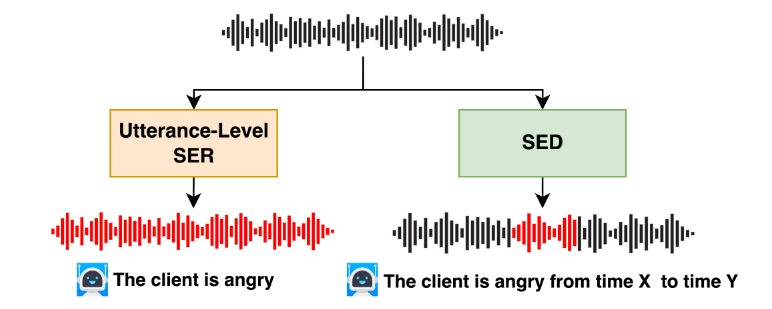 Utterance-Level
SER
SED
The client is angry
The client is angry from time X to time Y